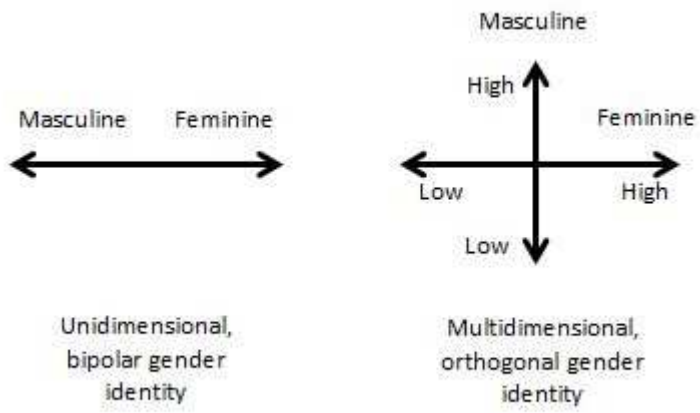 Masculine Feminine
Unidimensional,
bipolar gender
identity
Masculine
High
Feminine
Low High
Low
Multidimensional,
orthogonal gender
identity